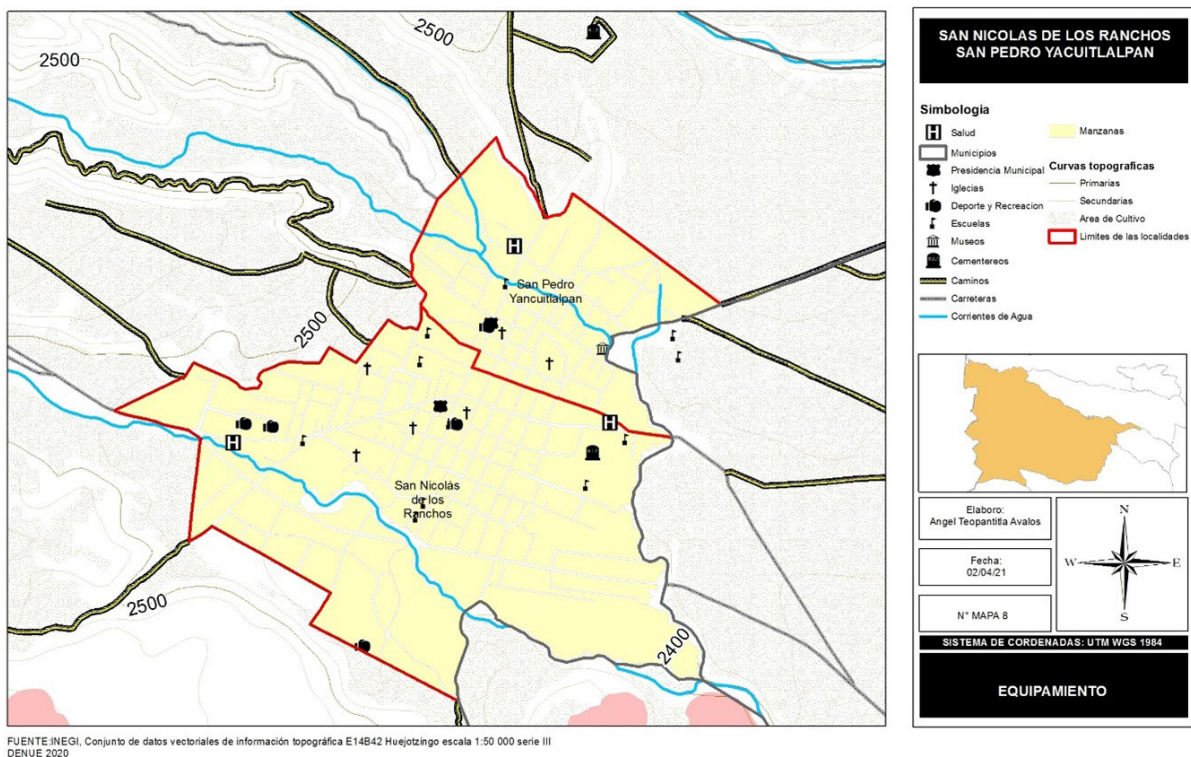 2500
2500
2500
2500
2400
San Pedro
Yancuitlalpan
San Nicolás
de los
Ranchos
SAN NICOLAS DE LOS RANCHOS
SAN PEDRO YACUITLALPAN
Simbologia
Salud
Municipios
Presidencia Municipal
Iglesias
Deporte y Recreacion
Escuelas
Museos
Cementereos
Caminos
Carreteras
Corrientes de Agua
Manzanas
Curvas topograficas
Primarias
Secundarias
Area de Cultivo
Limites de las localidades
Elaboro:
Angel Teopantitla Avalos
Fecha:
02/04/21
N° MAPA 8
N
W
E
S
SISTEMA DE CORDENADAS: UTM WGS 1984
EQUIPAMIENTO
FUENTE:INEGI, Conjunto de datos vectoriales de información topográfica E14B42 Huejotzingo escala 1:50 000 serie III
DENUE 2020